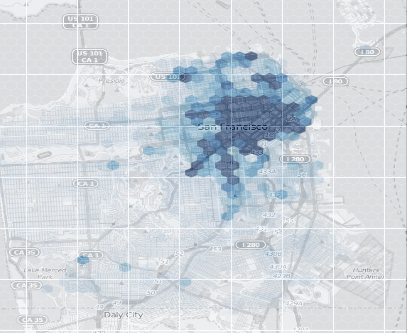 US 101
CA 1
US 101
CA 1
I 80
US 101
I 80
CA 1
San Francisco
I 280
CA 1
I 280
CA 35
Lake Merced
Park
Hunters
Point Annex
CA 35
CA 35
Daly City